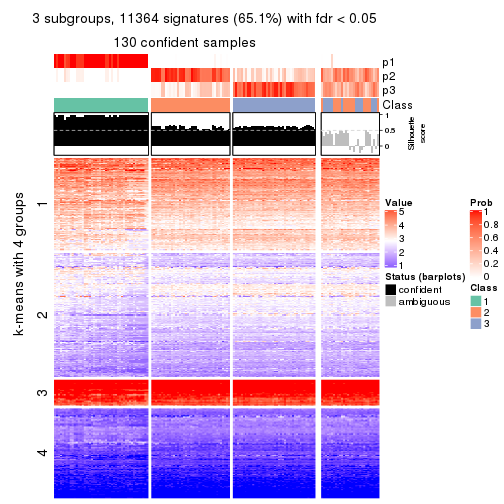 3 subgroups, 11364 signatures (65.1%) with fdr < 0.05
130 confident samples
p1
p2
p3
Class
1
0.5
0
Silhouette
score
k-means with 4 groups
1
2
3
4
Value
5
4
3
2
1
Status (barplots)
confident
ambiguous
Prob
1
0.8
0.6
0.4
0.2
0
Class
1
2
3